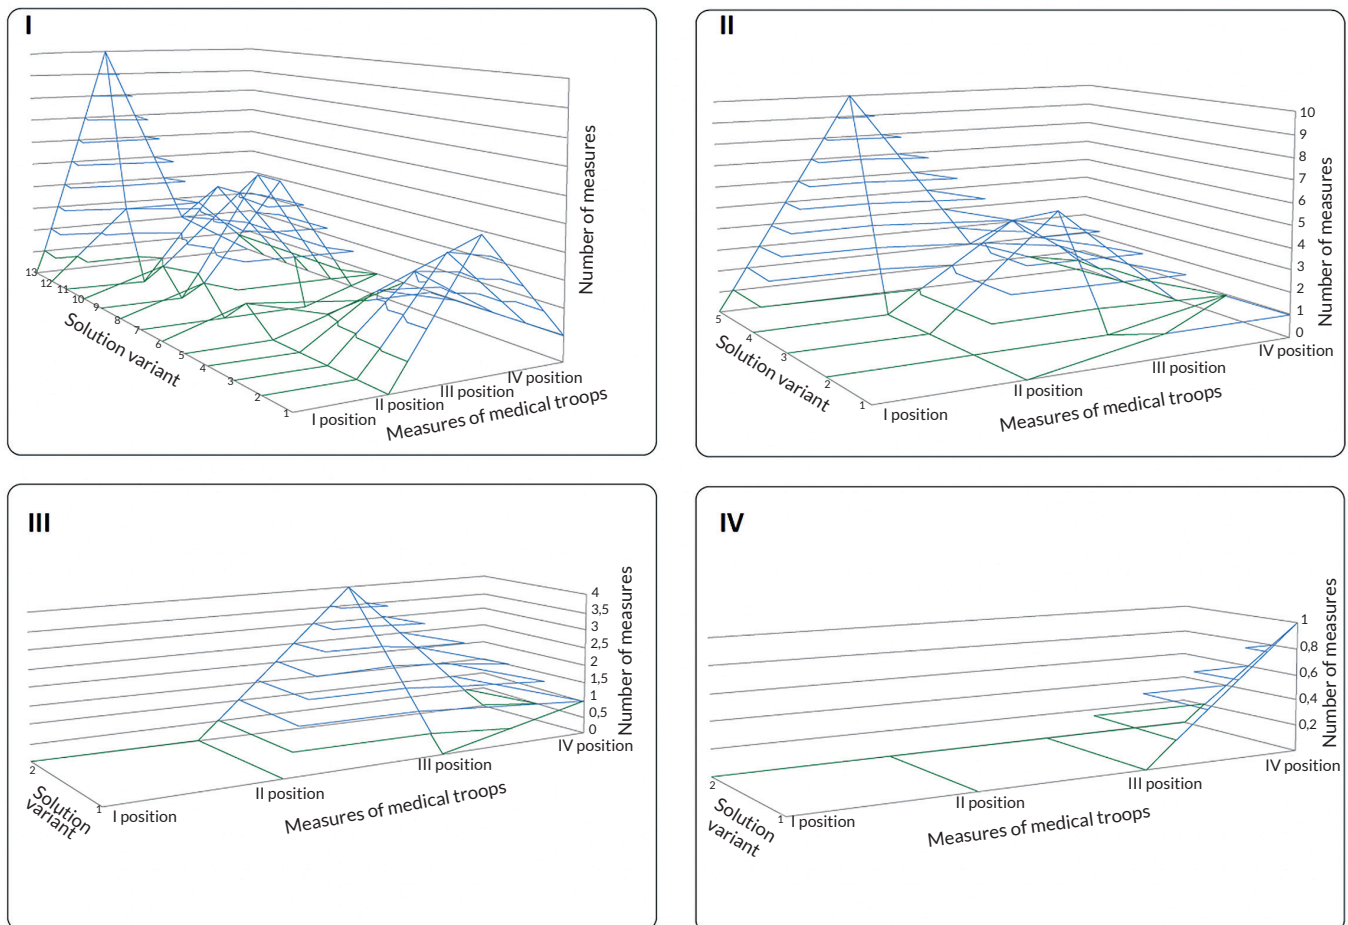 I
Number of measures
13
12
11
10
9
8
7
6
5
4
3
2
1
Solution variant
I position
II position
III position
IV position
Measures of medical troops
II
10
9
8
7
6
5
4
3
2
1
0
Number of measures
5
4
3
2
1
Solution variant
I position
II position
III position
IV position
Measures of medical troops
III
4
3,5
3
2,5
2
1,5
1
0,5
0
Number of measures
2
1
Solution
variant
I position
II position
III position
IV position
Measures of medical troops
IV
1
0,8
0,6
0,4
0,2
Number of measures
2
1
Solution
variant
I position
II position
III position
IV position
Measures of medical troops